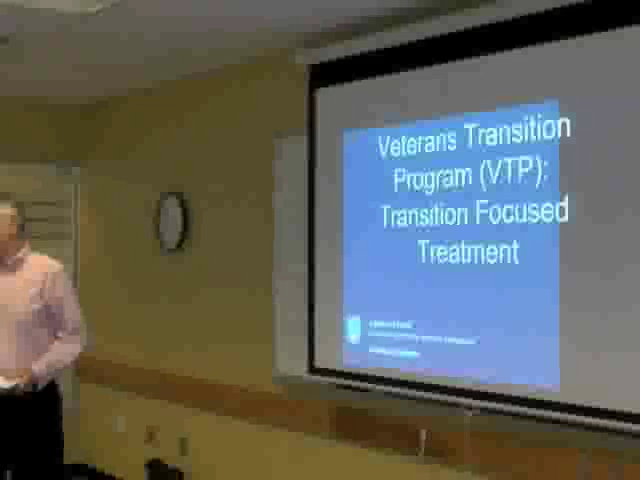 Veterans Transition
Program (VTP):
Transition Focused
Treatment